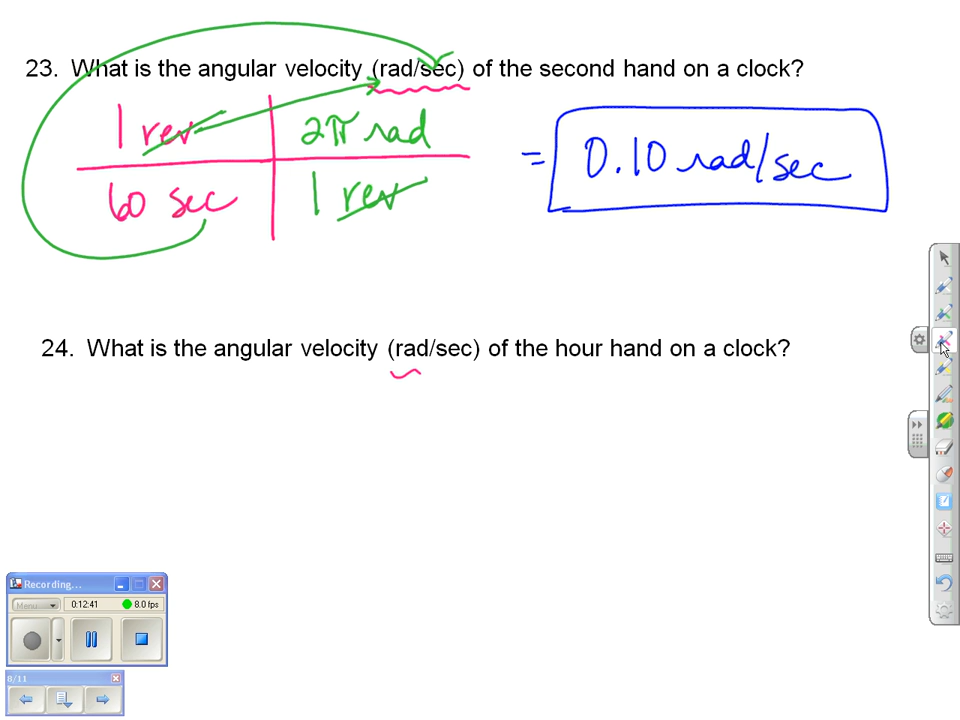 23. What is the angular velocity (rad/sec) of the second hand on a clock?
1 rev 2π rad
= 0.10 rad/sec
60 sec 1 rev
24. What is the angular velocity (rad/sec) of the hour hand on a clock?
Recording...
Menu 0:12:41 8.0 fps
8/11